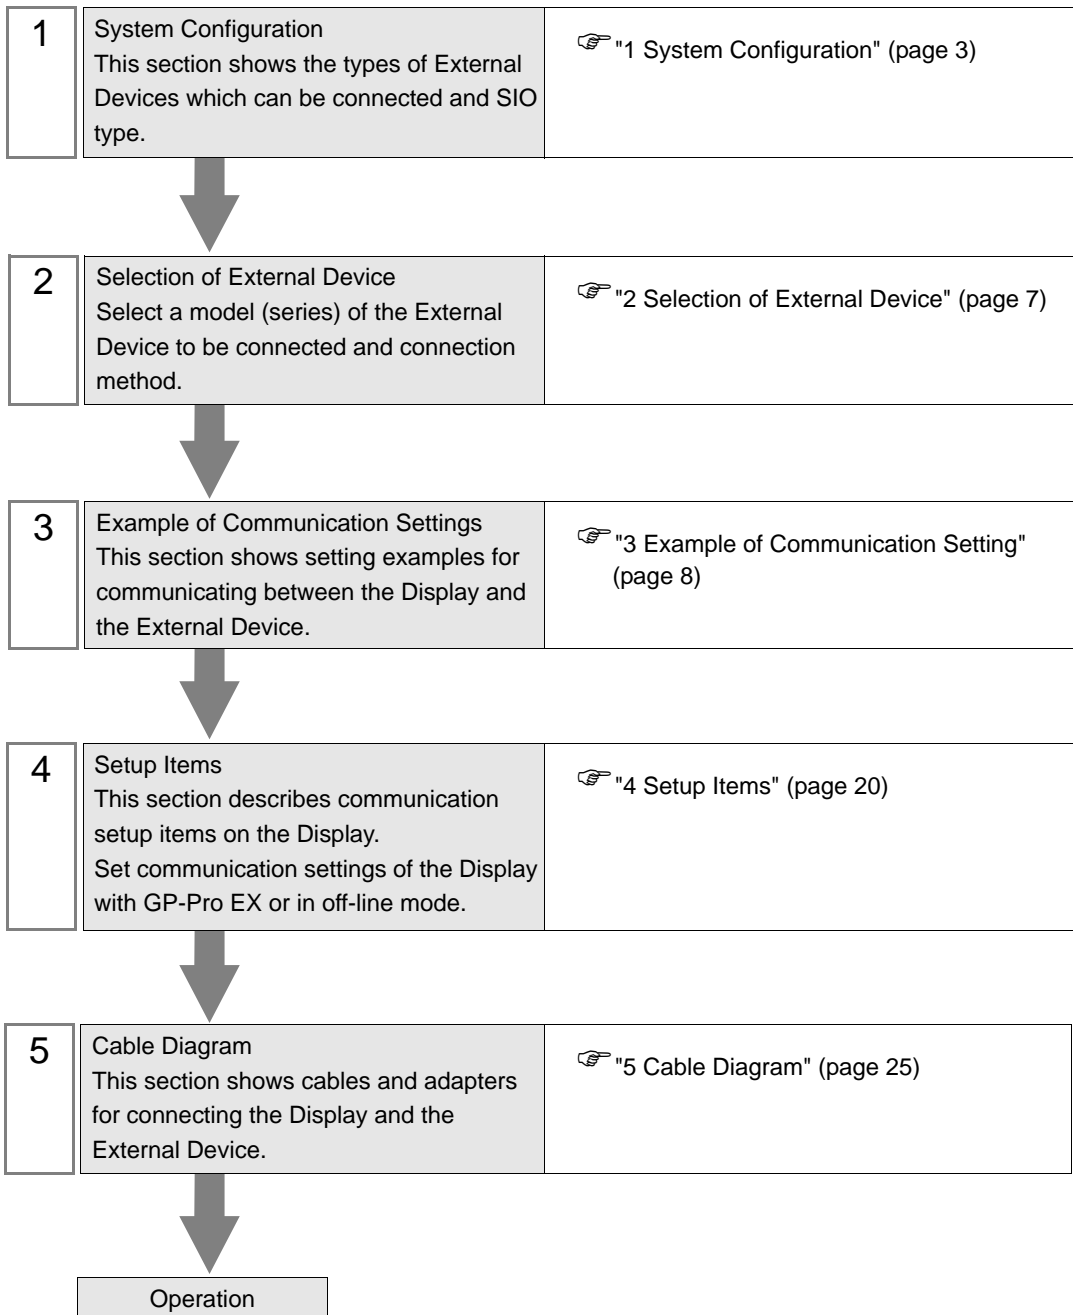 1
System Configuration
This section shows the types of External
Devices which can be connected and SIO
type.
"1 System Configuration" (page 3)
2
Selection of External Device
Select a model (series) of the External
Device to be connected and connection
method.
"2 Selection of External Device" (page 7)
3
Example of Communication Settings
This section shows setting examples for
communicating between the Display and
the External Device.
"3 Example of Communication Setting"
(page 8)
4
Setup Items
This section describes communication
setup items on the Display.
Set communication settings of the Display
with GP-Pro EX or in off-line mode.
"4 Setup Items" (page 20)
5
Cable Diagram
This section shows cables and adapters
for connecting the Display and the
External Device.
"5 Cable Diagram" (page 25)
Operation